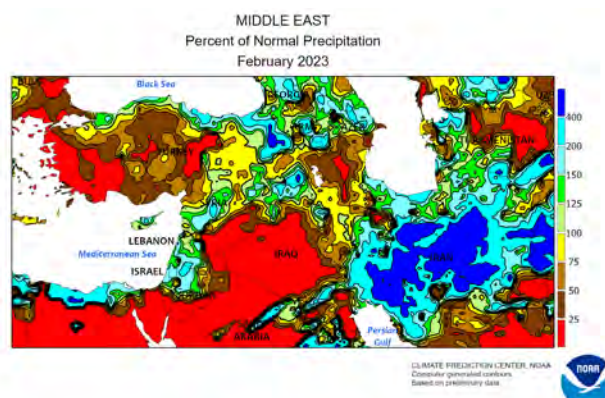 MIDDLE EAST
Percent of Normal Precipitation
February 2023
Black Sea
TURKEY
LEBANON
Mediterranean Sea
ISRAEL
IRAQ
IRAN
ARABIA
Persian
Gulf
400
200
150
100
75
50
25
CLIMATE PREDICTION CENTER, NOAA
Computer generated contours
Based on preliminary data
NOAA